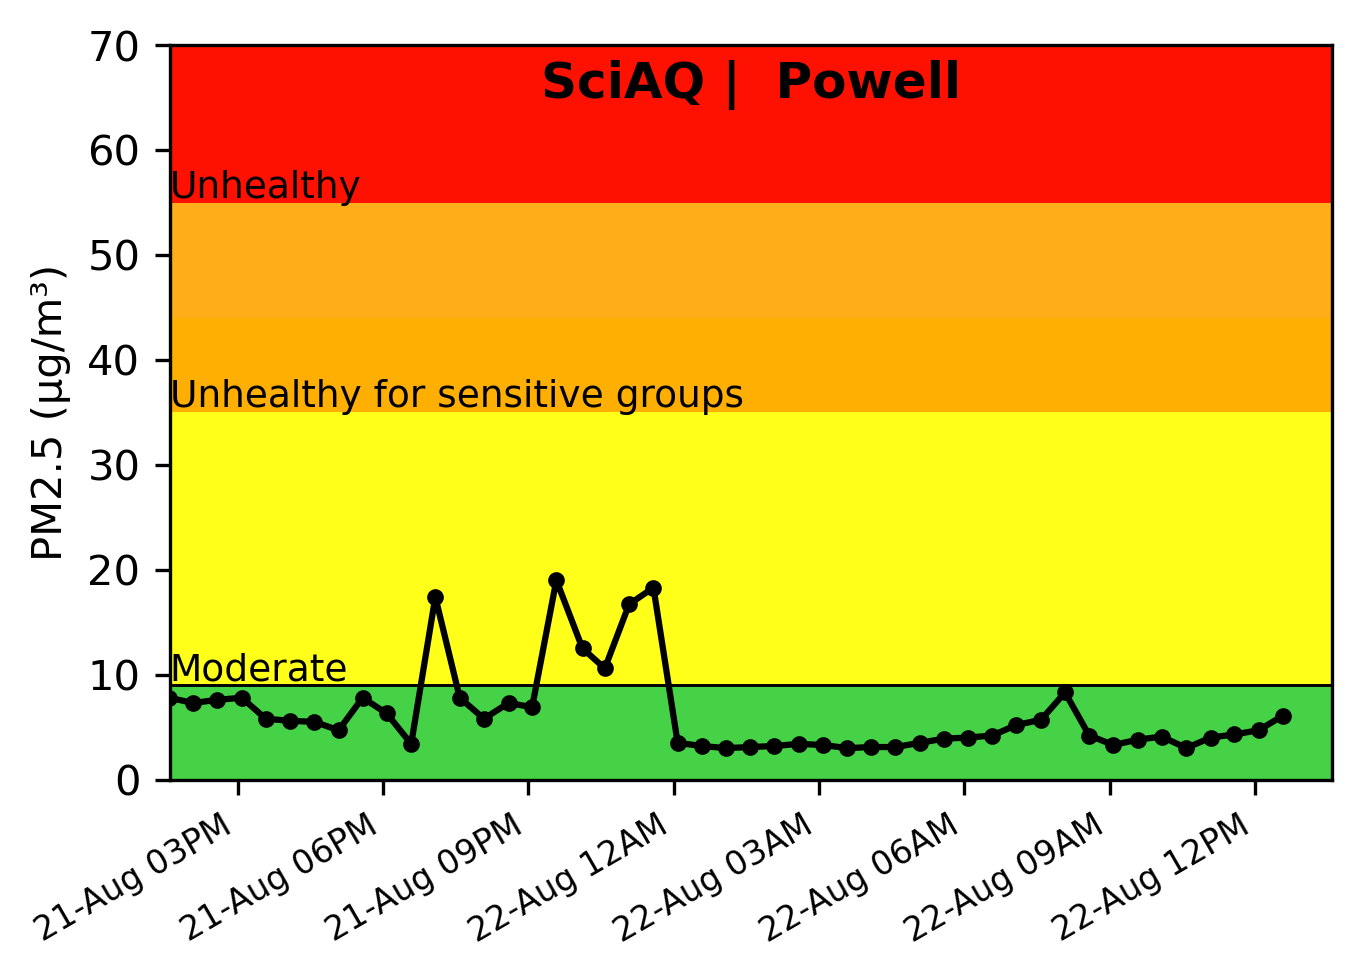 SciAQ |  Powell
PM2.5 (µg/m³)
70
60
50
40
30
20
10
0
Unhealthy
Unhealthy for sensitive groups
Moderate
21-Aug 03PM
21-Aug 06PM
21-Aug 09PM
22-Aug 12AM
22-Aug 03AM
22-Aug 06AM
22-Aug 09AM
22-Aug 12PM